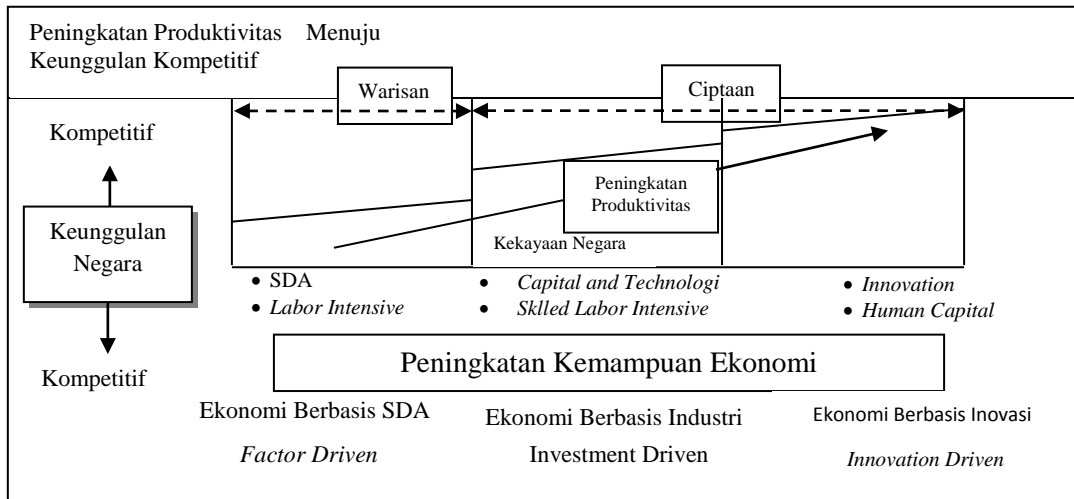 Peningkatan Produktivitas Menuju
Keunggulan Kompetitif
Warisan
Ciptaan
Kompetitif
Keunggulan
Negara
Kompetitif
Peningkatan
Produktivitas
Kekayaan Negara
• SDA
• Labor Intensive
• Capital and Technologi
• Sklled Labor Intensive
• Innovation
• Human Capital
Peningkatan Kemampuan Ekonomi
Ekonomi Berbasis SDA
Factor Driven
Ekonomi Berbasis Industri
Investment Driven
Ekonomi Berbasis Inovasi
Innovation Driven